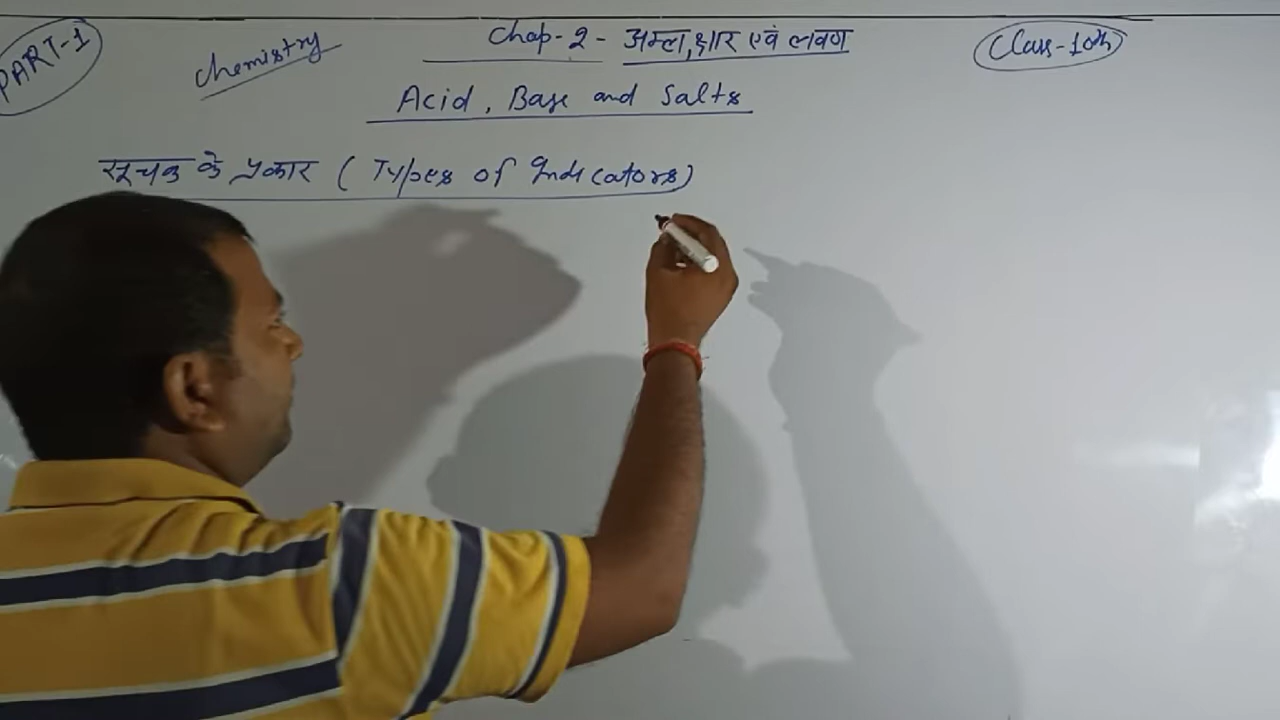 PART-1
Chemistry
Chap-2- अम्ल,क्षार एवं लवण
Class-10th
Acid, Base and Salts
सूचक के प्रकार ( Types of Indicators)